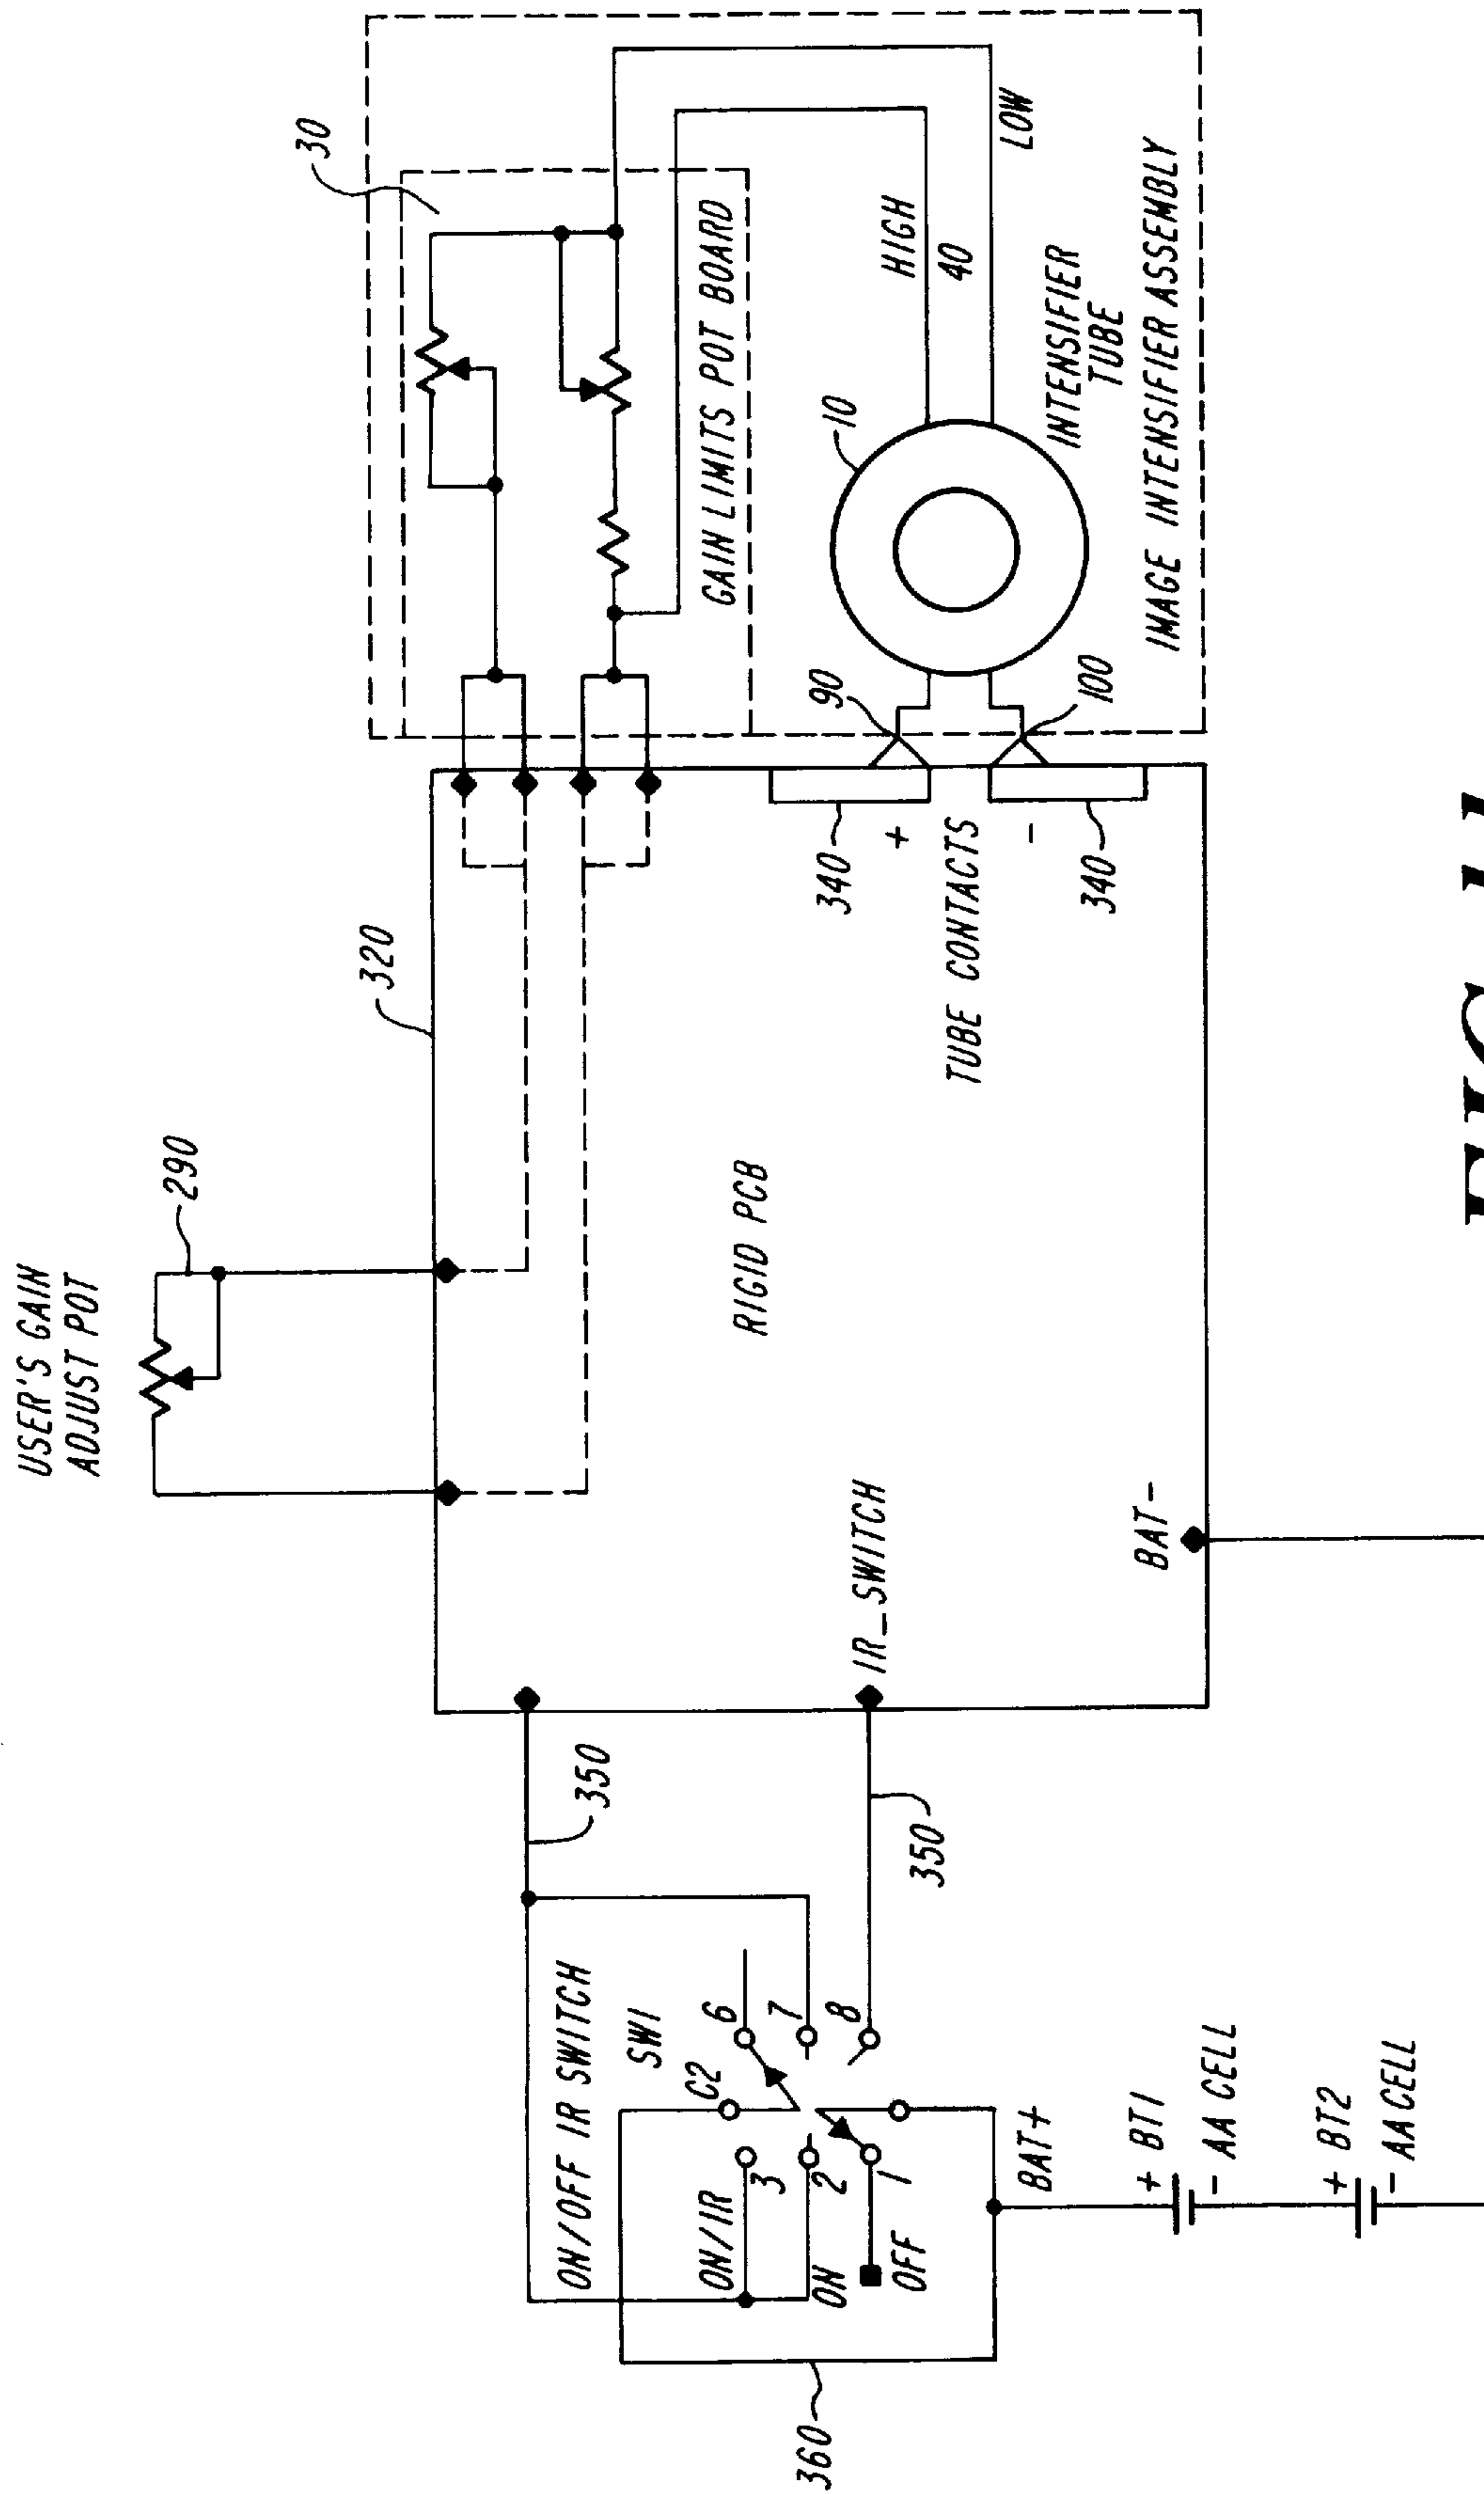 USER'S GAIN
ADJUST POT
290
320
30
GAIN LIMITS POT BOARD
HIGH
40
LOW
10
INTENSIFIER
TUBE
IMAGE INTENSIFIER ASSEMBLY
90
100
340
+
TUBE CONTACTS
-
340
RIGID PCB
IR_SWITCH
BAT-
350
350
ON/OFF IR SWITCH
SW1
C2
6
7
8
ON/IR
3
ON
2
OFF
1
360
BAT+
+ BT1
- AA CELL
+ BT2
- AA CELL